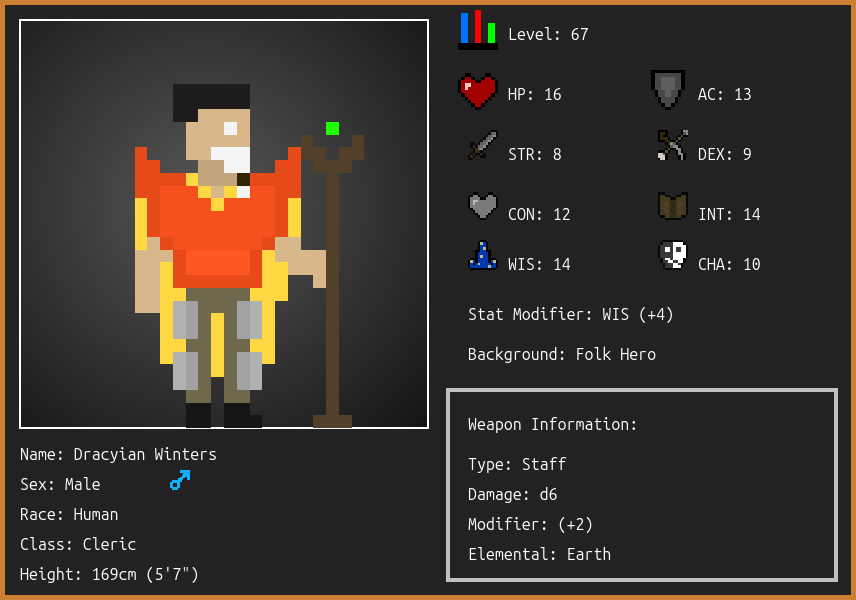 Level: 67
HP: 16
AC: 13
STR: 8
DEX: 9
CON: 12
INT: 14
WIS: 14
CHA: 10
Stat Modifier: WIS (+4)
Background: Folk Hero
Weapon Information:
Type: Staff
Damage: d6
Modifier: (+2)
Elemental: Earth
Name: Dracyian Winters
Sex: Male
Race: Human
Class: Cleric
Height: 169cm (5'7")